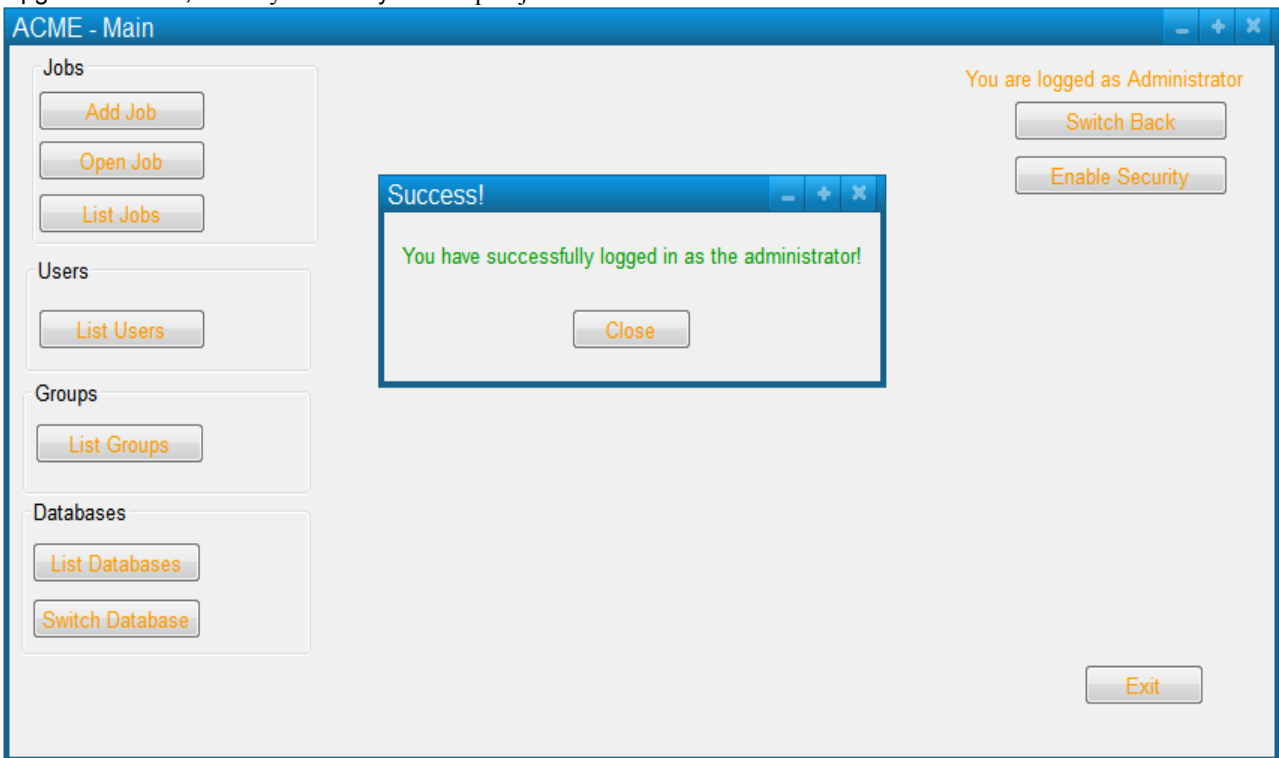 ACME - Main
Jobs
Add Job
Open Job
List Jobs
You are logged as Administrator
Switch Back
Enable Security
Success!
You have successfully logged in as the administrator!
Close
Users
List Users
Groups
List Groups
Databases
List Databases
Switch Database
Exit